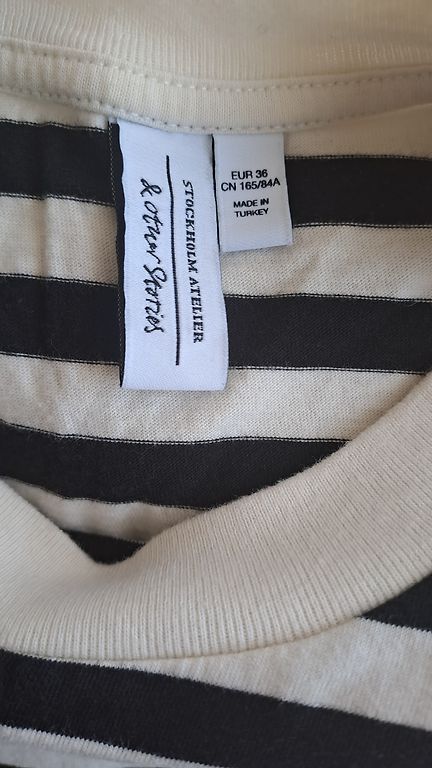 STOCKHOLM ATELIER
& other Stories
EUR 36
CN 165/84A
MADE IN
TURKEY